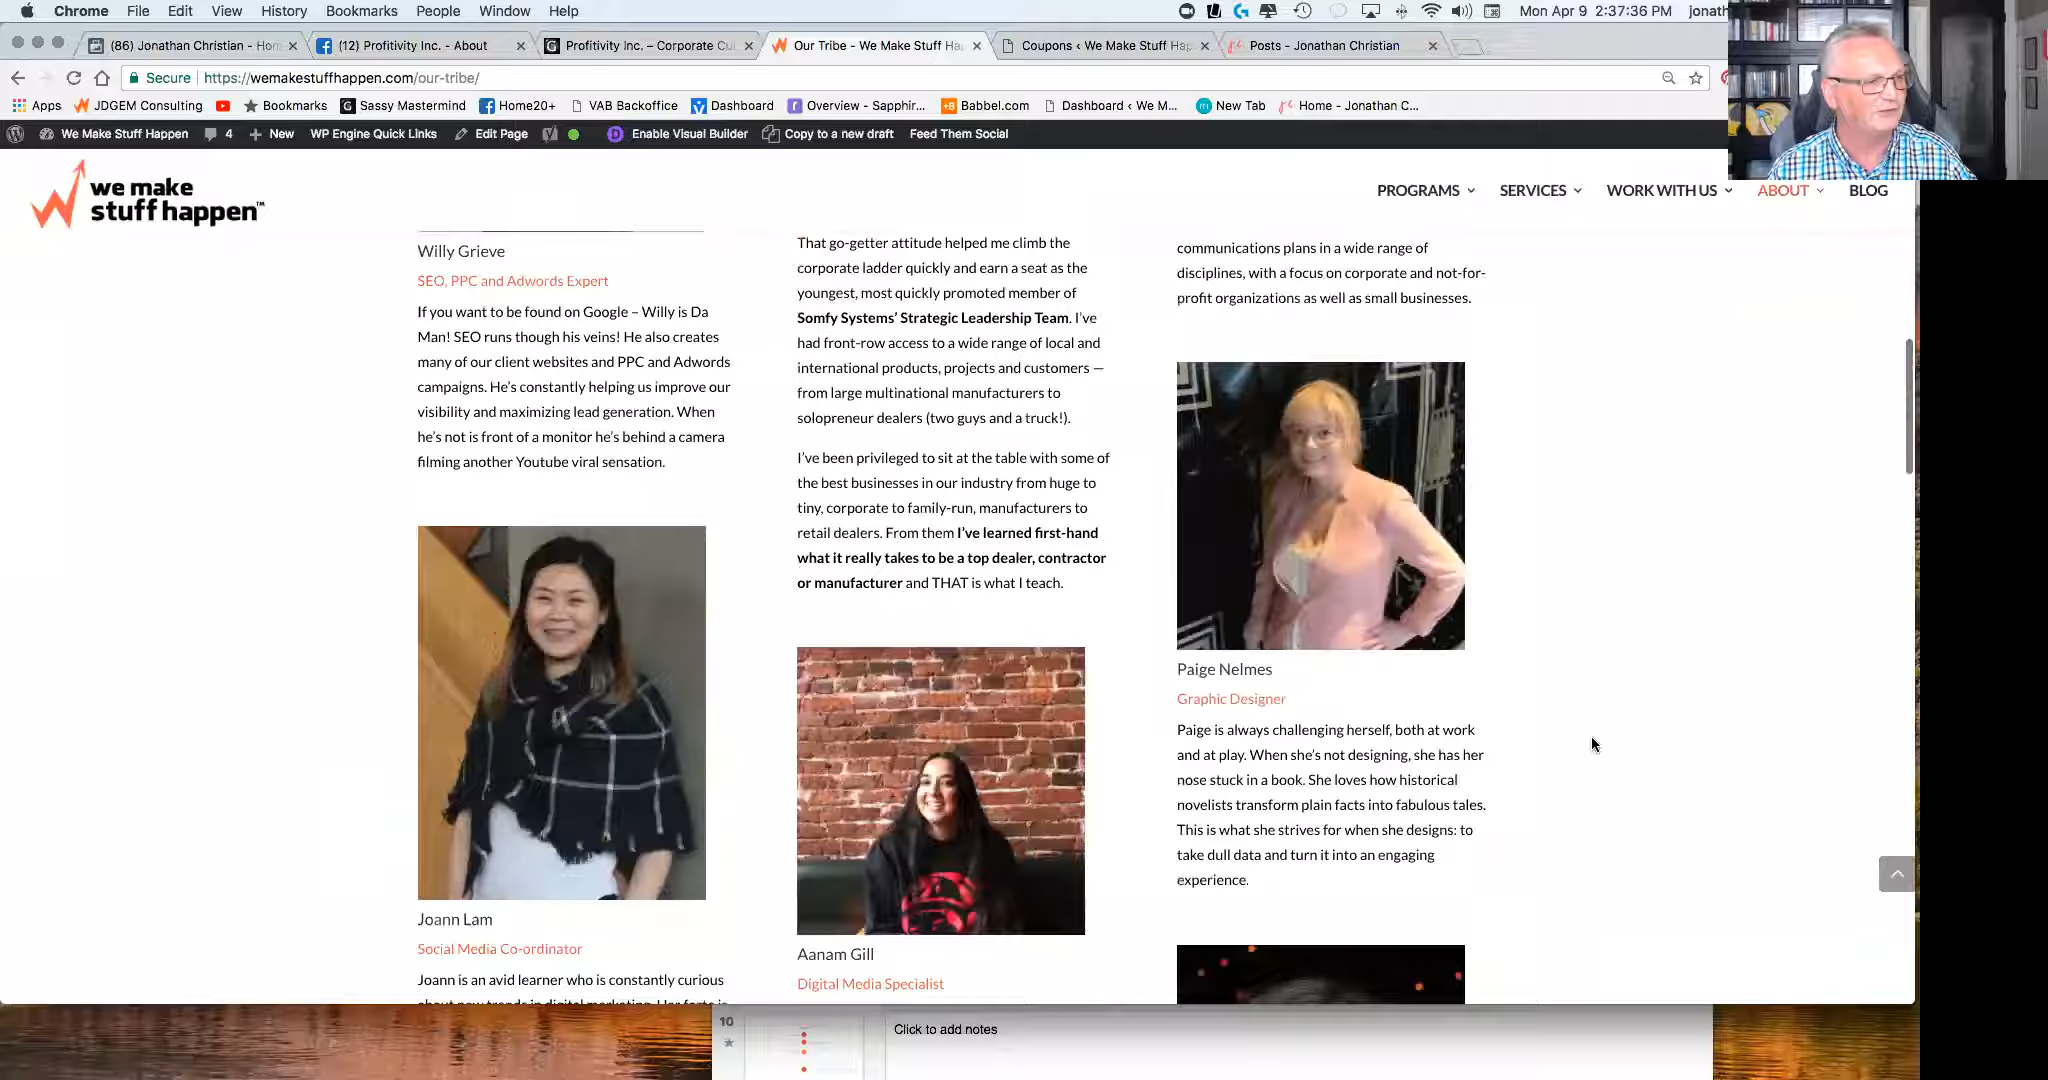 Chrome File Edit View History Bookmarks People Window Help Mon Apr 9 2:37:36 PM jonath
(86) Jonathan Christian - Hom (12) Profitivity Inc. - About Profitivity Inc. – Corporate Cu Our Tribe - We Make Stuff Ha Coupons ‹ We Make Stuff Hap Posts - Jonathan Christian
Secure https://wemakestuffhappen.com/our-tribe/
Apps JDGEM Consulting Bookmarks Sassy Mastermind Home20+ VAB Backoffice Dashboard Overview - Sapphir... Babbel.com Dashboard ‹ We M... New Tab Home - Jonathan C...
We Make Stuff Happen 4 New WP Engine Quick Links Edit Page Enable Visual Builder Copy to a new draft Feed Them Social
we make
stuff happen™
PROGRAMS SERVICES WORK WITH US ABOUT BLOG
Willy Grieve
SEO, PPC and Adwords Expert
If you want to be found on Google – Willy is Da
Man! SEO runs though his veins! He also creates
many of our client websites and PPC and Adwords
campaigns. He's constantly helping us improve our
visibility and maximizing lead generation. When
he's not is front of a monitor he's behind a camera
filming another Youtube viral sensation.
Joann Lam
Social Media Co-ordinator
Joann is an avid learner who is constantly curious
about new trends in digital marketing. Her forte is
That go-getter attitude helped me climb the
corporate ladder quickly and earn a seat as the
youngest, most quickly promoted member of
Somfy Systems' Strategic Leadership Team. I've
had front-row access to a wide range of local and
international products, projects and customers —
from large multinational manufacturers to
solopreneur dealers (two guys and a truck!).
I've been privileged to sit at the table with some of
the best businesses in our industry from huge to
tiny, corporate to family-run, manufacturers to
retail dealers. From them I've learned first-hand
what it really takes to be a top dealer, contractor
or manufacturer and THAT is what I teach.
Aanam Gill
Digital Media Specialist
communications plans in a wide range of
disciplines, with a focus on corporate and not-for-
profit organizations as well as small businesses.
Paige Nelmes
Graphic Designer
Paige is always challenging herself, both at work
and at play. When she's not designing, she has her
nose stuck in a book. She loves how historical
novelists transform plain facts into fabulous tales.
This is what she strives for when she designs: to
take dull data and turn it into an engaging
experience.
10
Click to add notes